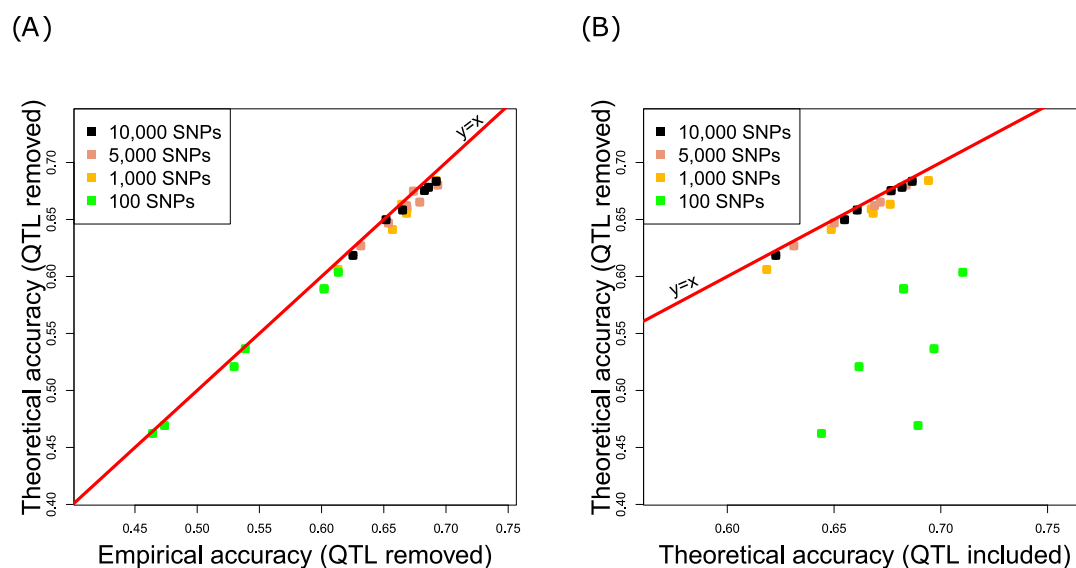 (A)
Theoretical accuracy (QTL removed)
0.70
0.65
0.60
0.55
0.50
0.45
0.40
10,000 SNPs
5,000 SNPs
1,000 SNPs
100 SNPs
y=x
0.45 0.50 0.55 0.60 0.65 0.70 0.75
Empirical accuracy (QTL removed)
(B)
Theoretical accuracy (QTL removed)
0.70
0.65
0.60
0.55
0.50
0.45
0.40
10,000 SNPs
5,000 SNPs
1,000 SNPs
100 SNPs
y=x
0.60 0.65 0.70 0.75
Theoretical accuracy (QTL included)